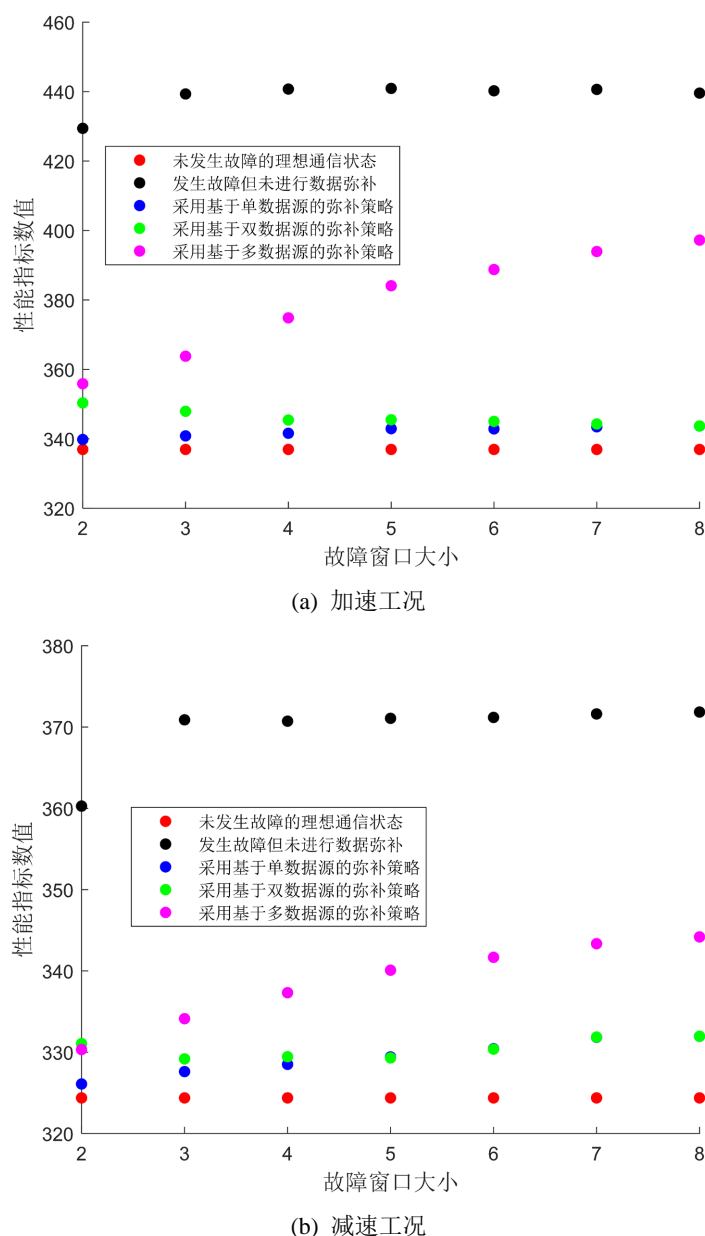 460
440
420
400
380
360
340
320
性能指标数值
未发生故障的理想通信状态
发生故障但未进行数据弥补
采用基于单数据源的弥补策略
采用基于双数据源的弥补策略
采用基于多数据源的弥补策略
2 3 4 5 6 7 8
故障窗口大小
(a) 加速工况
380
370
360
350
340
330
320
性能指标数值
未发生故障的理想通信状态
发生故障但未进行数据弥补
采用基于单数据源的弥补策略
采用基于双数据源的弥补策略
采用基于多数据源的弥补策略
2 3 4 5 6 7 8
故障窗口大小
(b) 减速工况